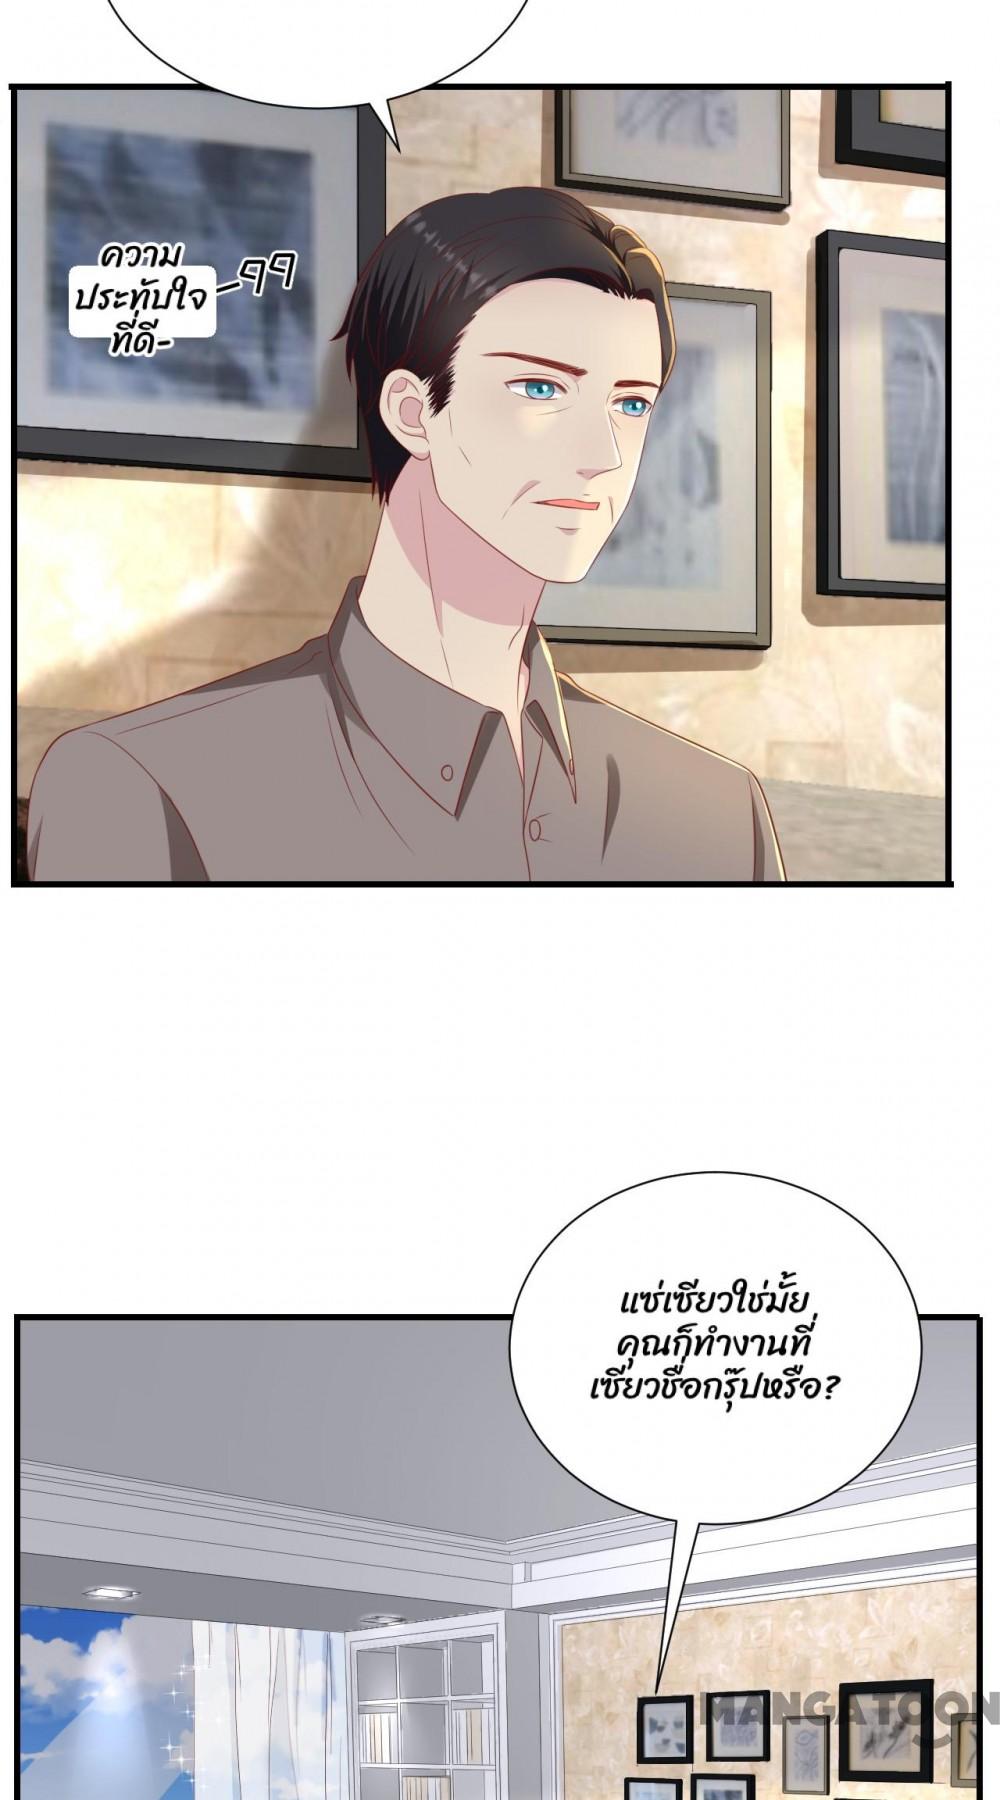 ความ
ประทับใจ
ที่ดี-
-77
แซ่เซียวใช่มั้ย
คุณก็ทำงานที่
เซียวชื่อกรุ๊ปหรือ?
MANGATOON